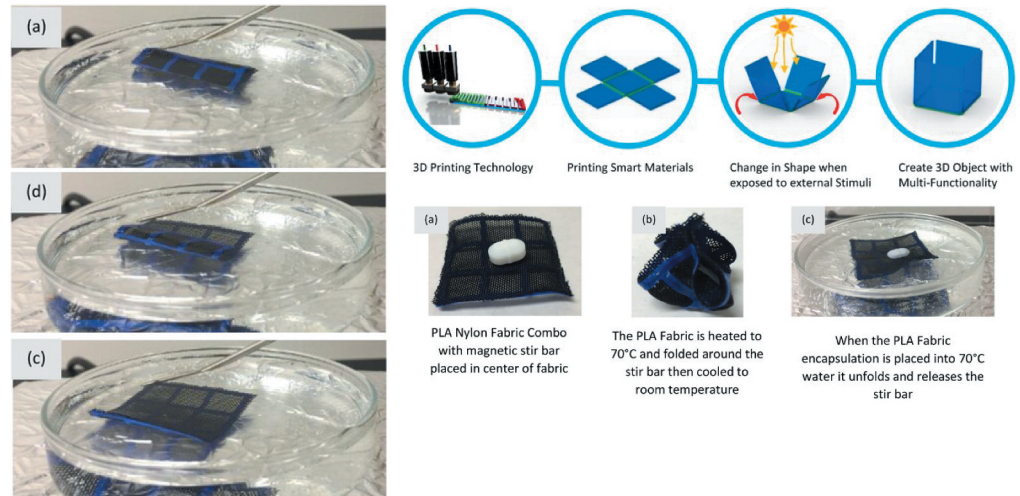 (a)
(d)
(c)
3D Printing Technology
Printing Smart Materials
Change in Shape when
exposed to external Stimuli
Create 3D Object with
Multi-Functionality
(a)
(b)
(c)
PLA Nylon Fabric Combo
with magnetic stir bar
placed in center of fabric
The PLA Fabric is heated to
70°C and folded around the
stir bar then cooled to
room temperature
When the PLA Fabric
encapsulation is placed into 70°C
water it unfolds and releases the
stir bar